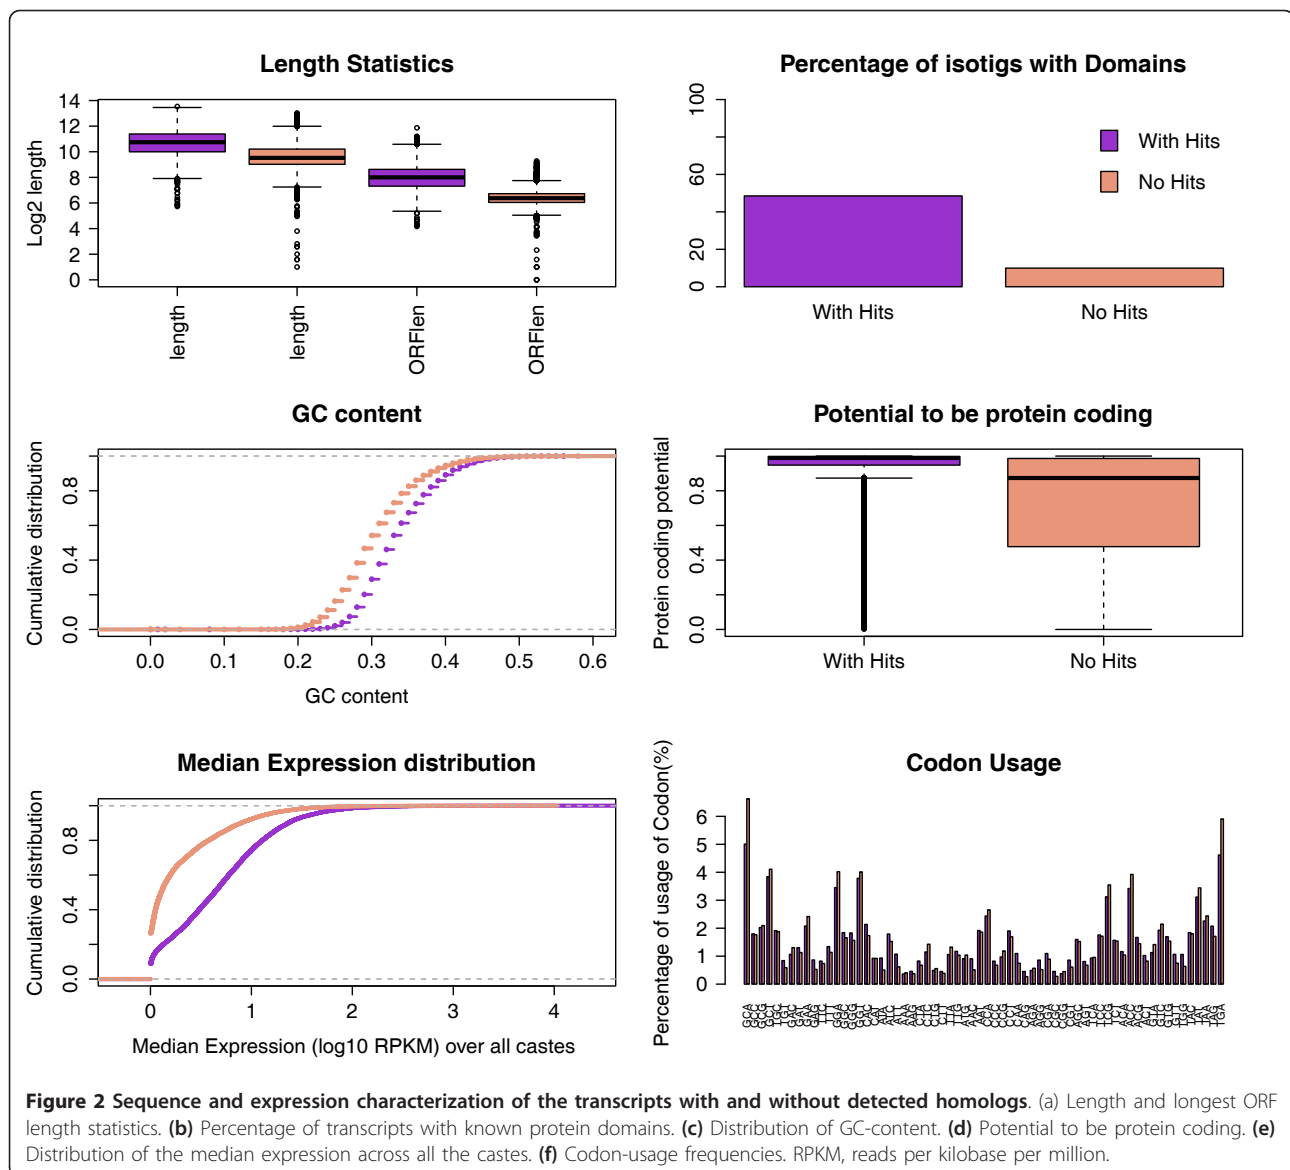 Length Statistics
Log2 length
14
12
10
8
6
4
2
0
length
length
ORFlen
ORFlen
Percentage of isotigs with Domains
100
60
20
0
With Hits
No Hits
With Hits
No Hits
GC content
Cumulative distribution
0.8
0.4
0.0
0.0 0.1 0.2 0.3 0.4 0.5 0.6
GC content
Potential to be protein coding
Protein coding potential
0.8
0.4
0.0
With Hits
No Hits
Median Expression distribution
Cumulative distribution
0.8
0.4
0.0
0 1 2 3 4
Median Expression (log10 RPKM) over all castes
Codon Usage
Percentage of usage of Codon(%)
6
5
4
3
2
1
0
GCA
TGA
Figure 2 Sequence and expression characterization of the transcripts with and without detected homologs. (a) Length and longest ORF
length statistics. (b) Percentage of transcripts with known protein domains. (c) Distribution of GC-content. (d) Potential to be protein coding. (e)
Distribution of the median expression across all the castes. (f) Codon-usage frequencies. RPKM, reads per kilobase per million.